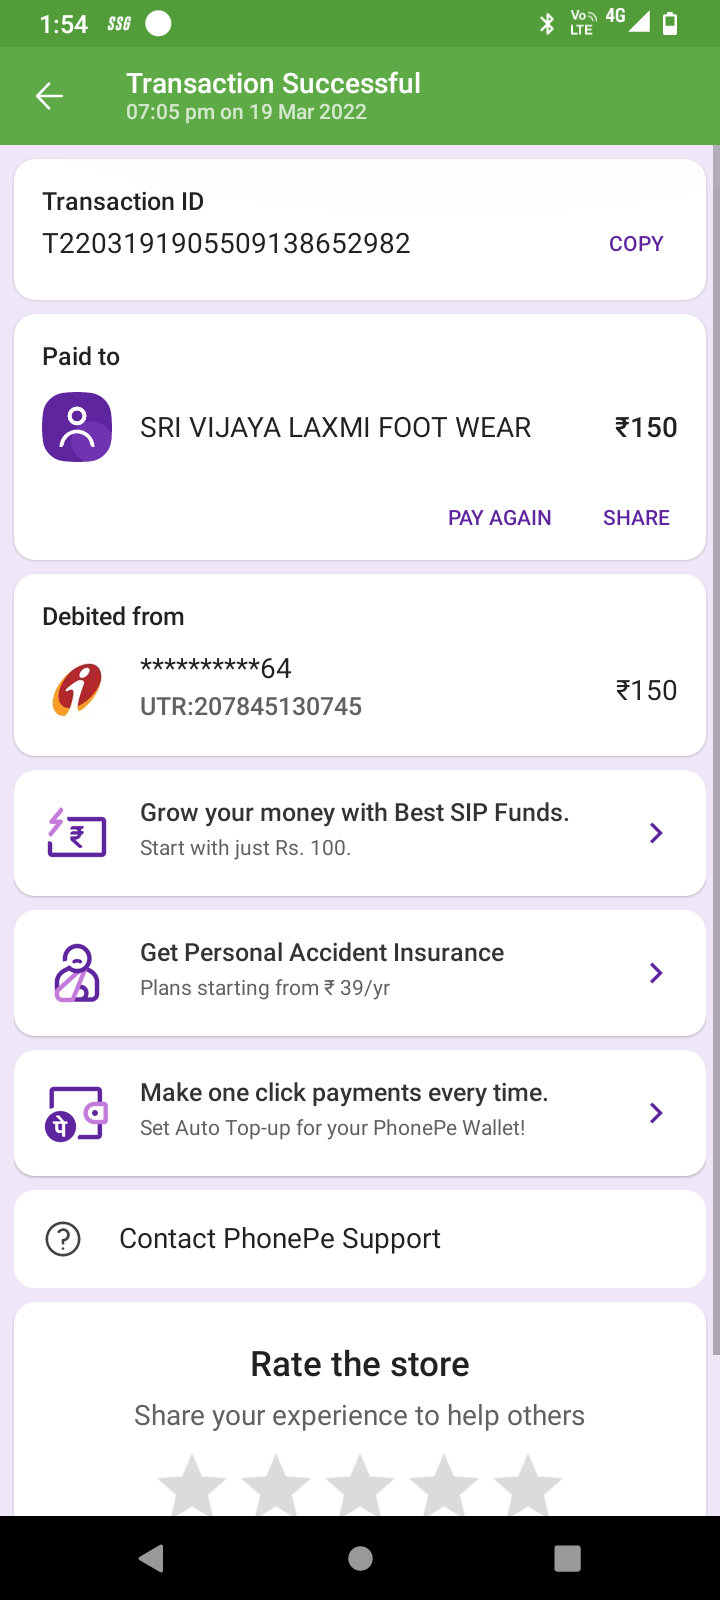 1:54 SSG Vo LTE 4G
Transaction Successful
07:05 pm on 19 Mar 2022
Transaction ID
T2203191905509138652982 COPY
Paid to
SRI VIJAYA LAXMI FOOT WEAR ₹150
PAY AGAIN SHARE
Debited from
**********64
₹150
UTR:207845130745
Grow your money with Best SIP Funds.
₹
Start with just Rs. 100.
Get Personal Accident Insurance
Plans starting from ₹ 39/yr
Make one click payments every time.
पे
Set Auto Top-up for your PhonePe Wallet!
? Contact PhonePe Support
Rate the store
Share your experience to help others